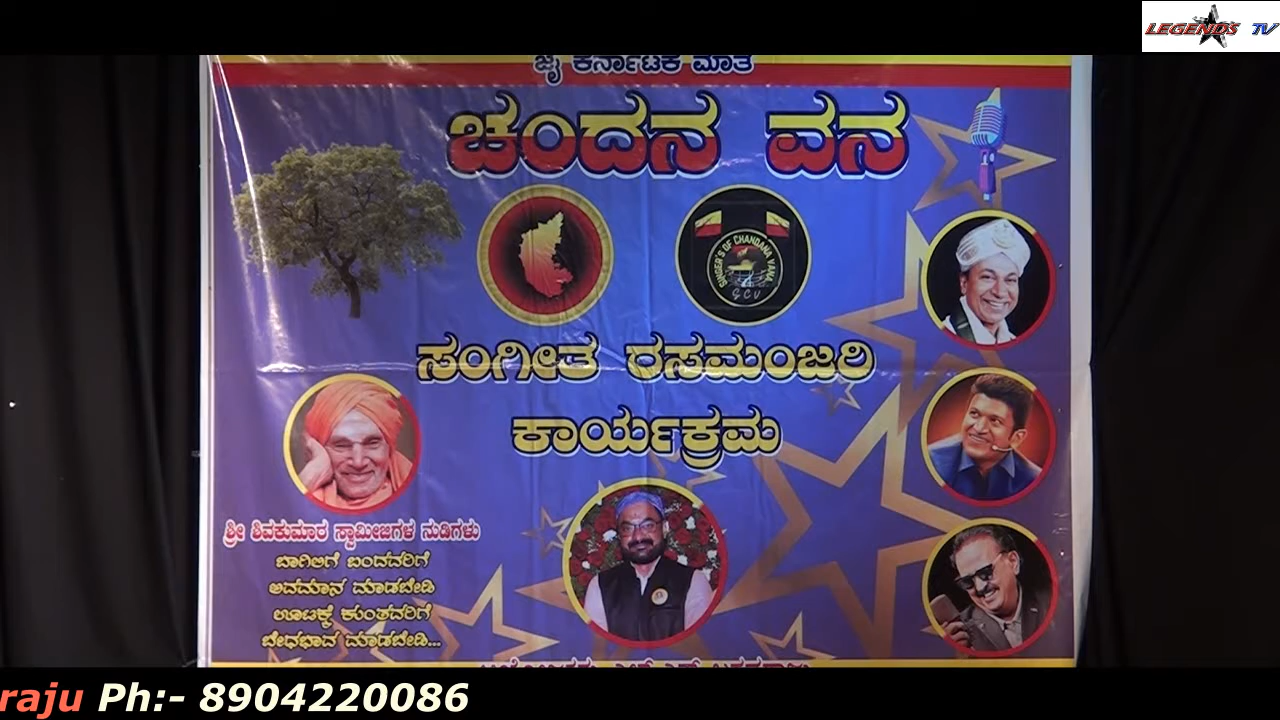 LEGENDS TV
ಜೈ ಕರ್ನಾಟಕ ಮಾತೆ
ಚಂದನ ವನ
SINGER'S OF CHANDANA VANA
S C V
ಸಂಗೀತ ರಸಮಂಜರಿ
ಕಾರ್ಯಕ್ರಮ
ಶ್ರೀ ಶಿವಕುಮಾರ ಸ್ವಾಮೀಜಿಗಳ ನುಡಿಗಳು
ಬಾಗಿಲಿಗೆ ಬಂದವರಿಗೆ
ಅವಮಾನ ಮಾಡಬೇಡಿ
ಊಟಕ್ಕೆ ಕುಂತವರಿಗೆ
ಬೇಧಭಾವ ಮಾಡಬೇಡಿ...
raju Ph:- 8904220086